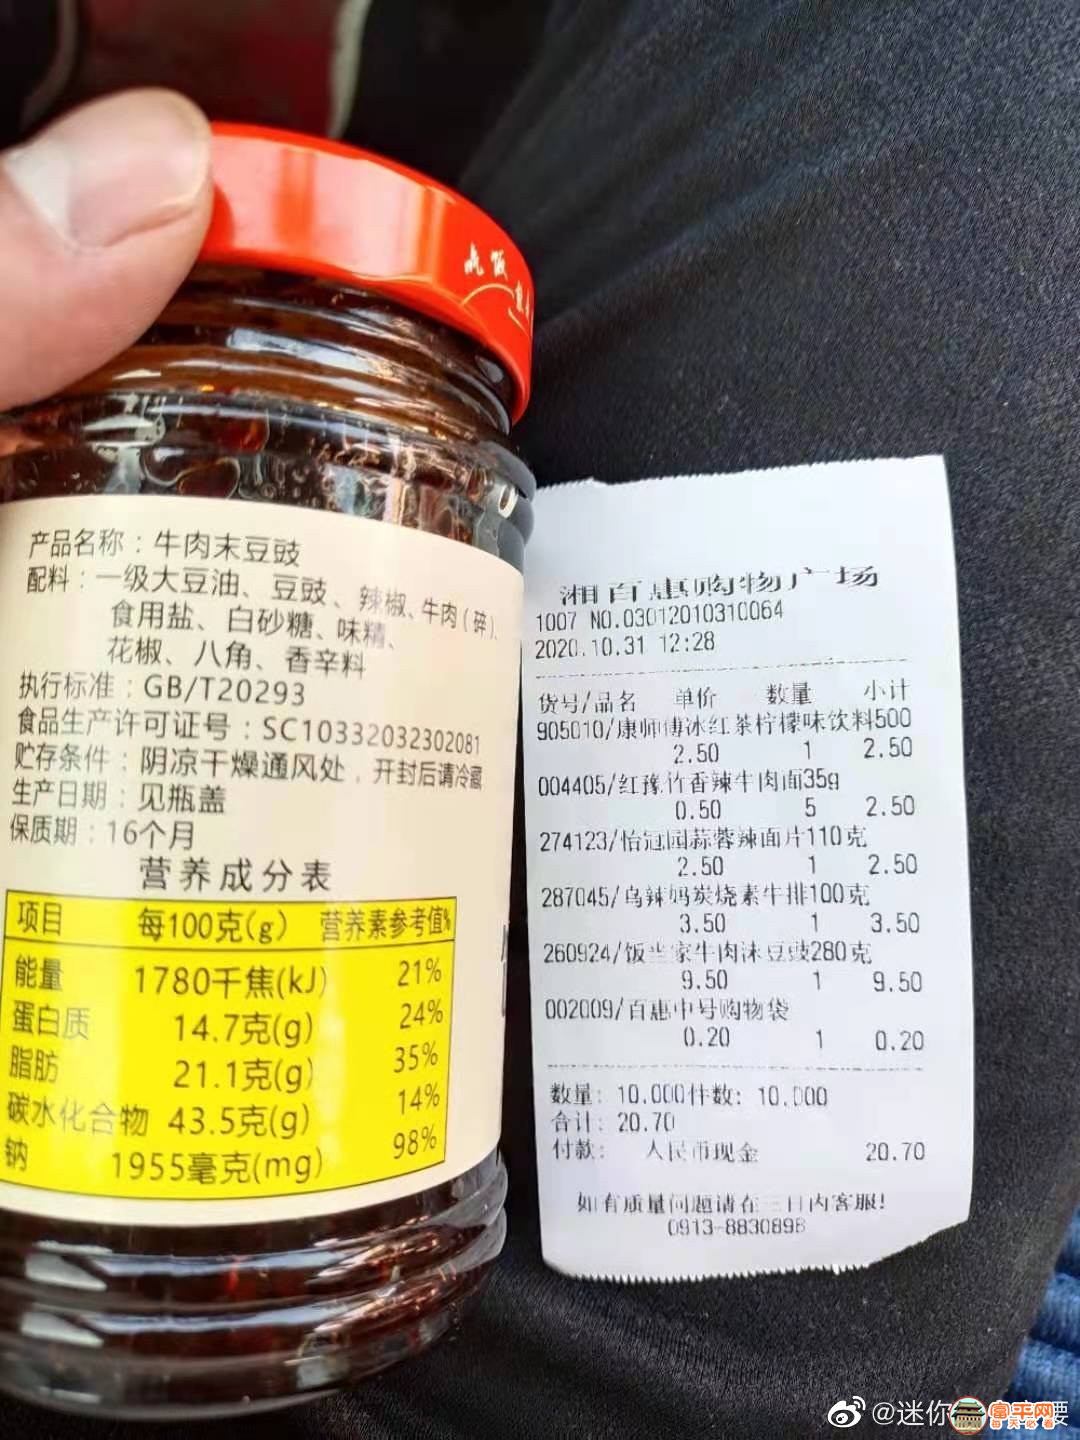 产品名称：牛肉末豆豉
配料：一级大豆油、豆豉、辣椒、牛肉（碎）、
食用盐、白砂糖、味精、
花椒、八角、香辛料
执行标准：GB/T20293
食品生产许可证号：SC10332032302081
贮存条件：阴凉干燥通风处，开封后请冷藏
生产日期：见瓶盖
保质期：16个月
营养成分表
项目 每100克(g) 营养素参考值%
能量 1780千焦(kJ) 21%
蛋白质 14.7克(g) 24%
脂肪 21.1克(g) 35%
碳水化合物 43.5克(g) 14%
钠 1955毫克(mg) 98%
湘百惠购物广场
1007 NO.03012010310064
2020.10.31 12:28
货号/品名 单价 数量 小计
905010/康师傅冰红茶柠檬味饮料500
2.50 1 2.50
004405/红豫竹香辣牛肉面35g
0.50 5 2.50
274123/怡冠园蒜蓉辣面片110克
2.50 1 2.50
287045/乌辣妈炭烧素牛排100克
3.50 1 3.50
260924/饭当家牛肉沫豆豉280克
9.50 1 9.50
002009/百惠中号购物袋
0.20 1 0.20
数量: 10.000件数: 10.000
合计: 20.70
付款: 人民币现金 20.70
如有质量问题请在三日内客服!
0913-8830898
@迷你 腰
富平网